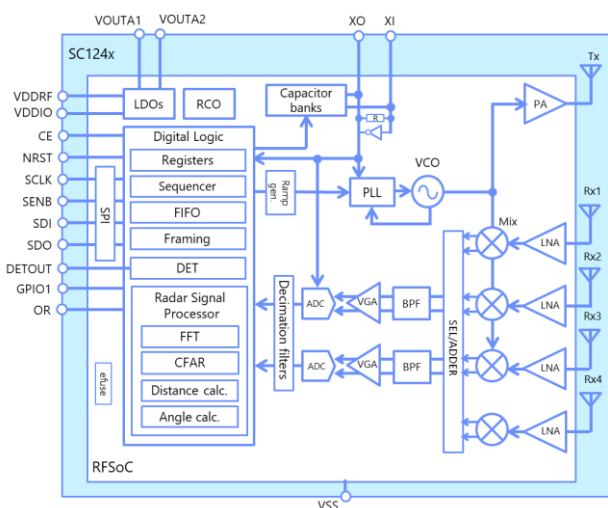 VOUTA1 VOUTA2 XO XI
SC124x
Tx
VDDRF
VDDIO
LDOs
RCO
Capacitor
banks
PA
CE
NRST
SCLK
SENB
SDI
SDO
DETOUT
GPIO1
OR
SPI
Digital Logic
Registers
Sequencer
FIFO
Framing
DET
Radar Signal
Processor
FFT
CFAR
Distance calc.
Angle calc.
efuse
RFSoC
Ramp
gen.
R
PLL
VCO
Mix
Rx1
LNA
Rx2
LNA
Rx3
LNA
Rx4
LNA
Decimation filters
ADC
VGA
BPF
ADC
VGA
BPF
SEL/ADDER
VSS